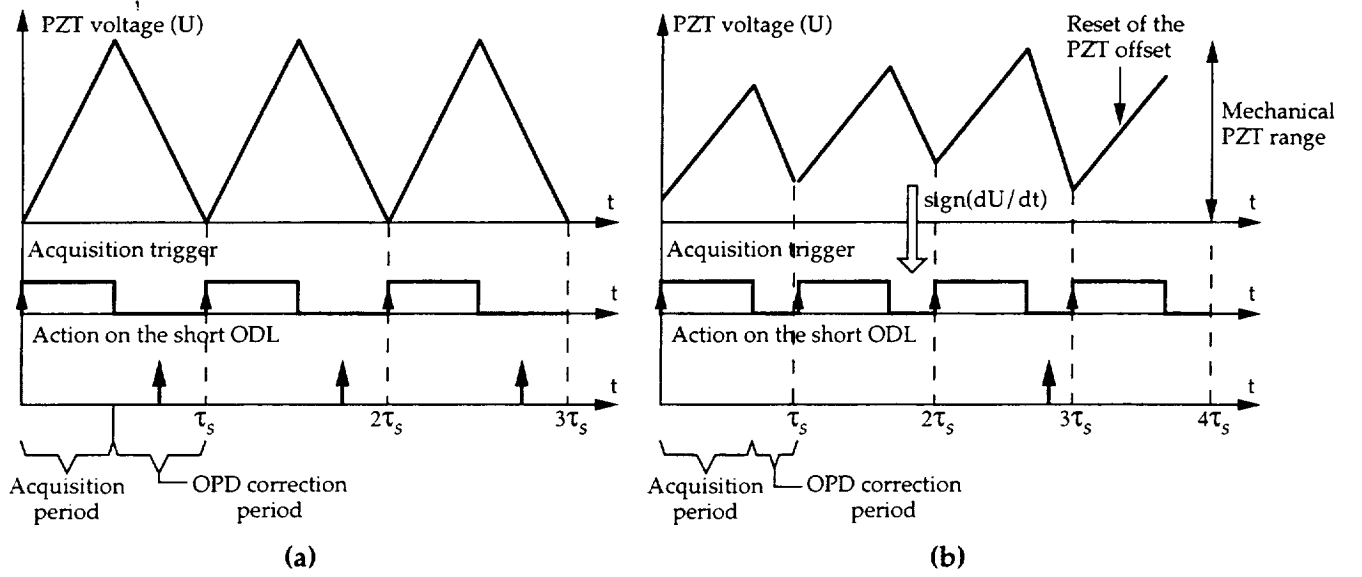 PZT voltage (U)
t
Acquisition trigger
t
Action on the short ODL
t
τs
2τs
3τs
Acquisition
period
OPD correction
period
(a)
PZT voltage (U)
Reset of the
PZT offset
Mechanical
PZT range
t
sign(dU/dt)
Acquisition trigger
t
Action on the short ODL
t
τs
2τs
3τs
4τs
Acquisition
period
OPD correction
period
(b)